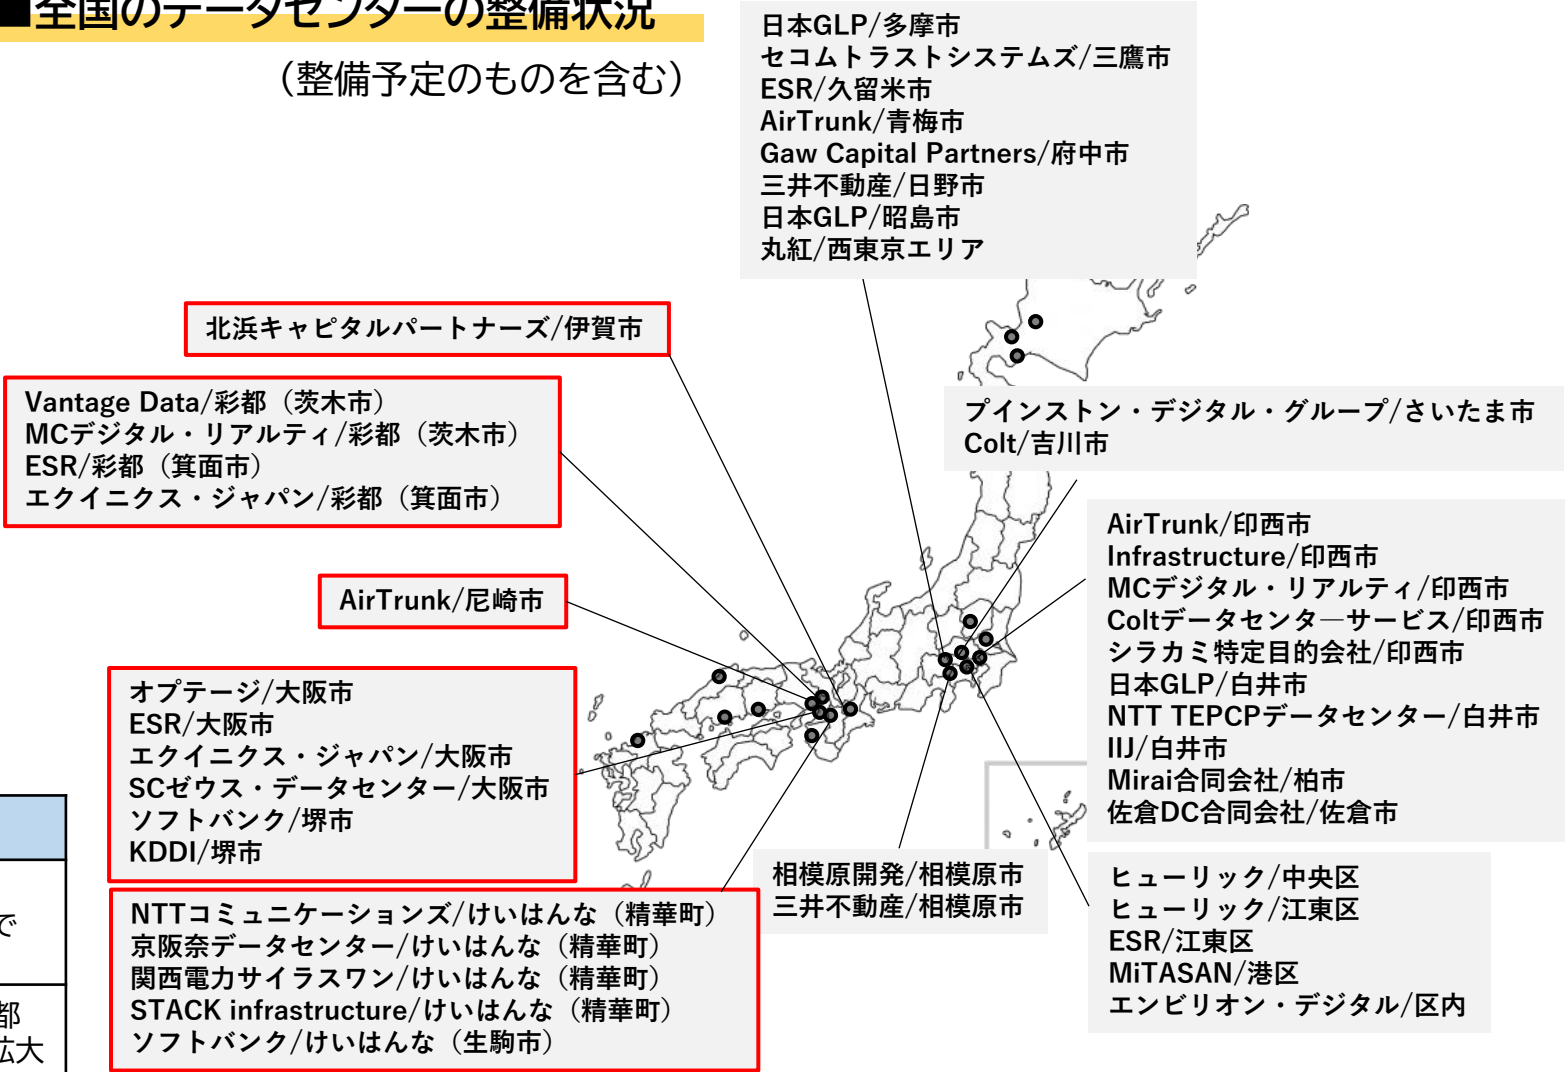 ■全国のデータセンターの整備状況
（整備予定のものを含む）
日本GLP/多摩市
セコムトラストシステムズ/三鷹市
ESR/久留米市
AirTrunk/青梅市
Gaw Capital Partners/府中市
三井不動産/日野市
日本GLP/昭島市
丸紅/西東京エリア
北浜キャピタルパートナーズ/伊賀市
Vantage Data/彩都（茨木市）
MCデジタル・リアルティ/彩都（茨木市）
ESR/彩都（箕面市）
エクイニクス・ジャパン/彩都（箕面市）
プインストン・デジタル・グループ/さいたま市
Colt/吉川市
AirTrunk/尼崎市
AirTrunk/印西市
Infrastructure/印西市
MCデジタル・リアルティ/印西市
Coltデータセンタ―サービス/印西市
シラカミ特定目的会社/印西市
日本GLP/白井市
NTT TEPCPデータセンター/白井市
IIJ/白井市
Mirai合同会社/柏市
佐倉DC合同会社/佐倉市
オプテージ/大阪市
ESR/大阪市
エクイニクス・ジャパン/大阪市
SCゼウス・データセンター/大阪市
ソフトバンク/堺市
KDDI/堺市
相模原開発/相模原市
三井不動産/相模原市
ヒューリック/中央区
ヒューリック/江東区
ESR/江東区
MiTASAN/港区
エンビリオン・デジタル/区内
NTTコミュニケーションズ/けいはんな（精華町）
京阪奈データセンター/けいはんな（精華町）
関西電力サイラスワン/けいはんな（精華町）
STACK infrastructure/けいはんな（精華町）
ソフトバンク/けいはんな（生駒市）
で
都
拡大